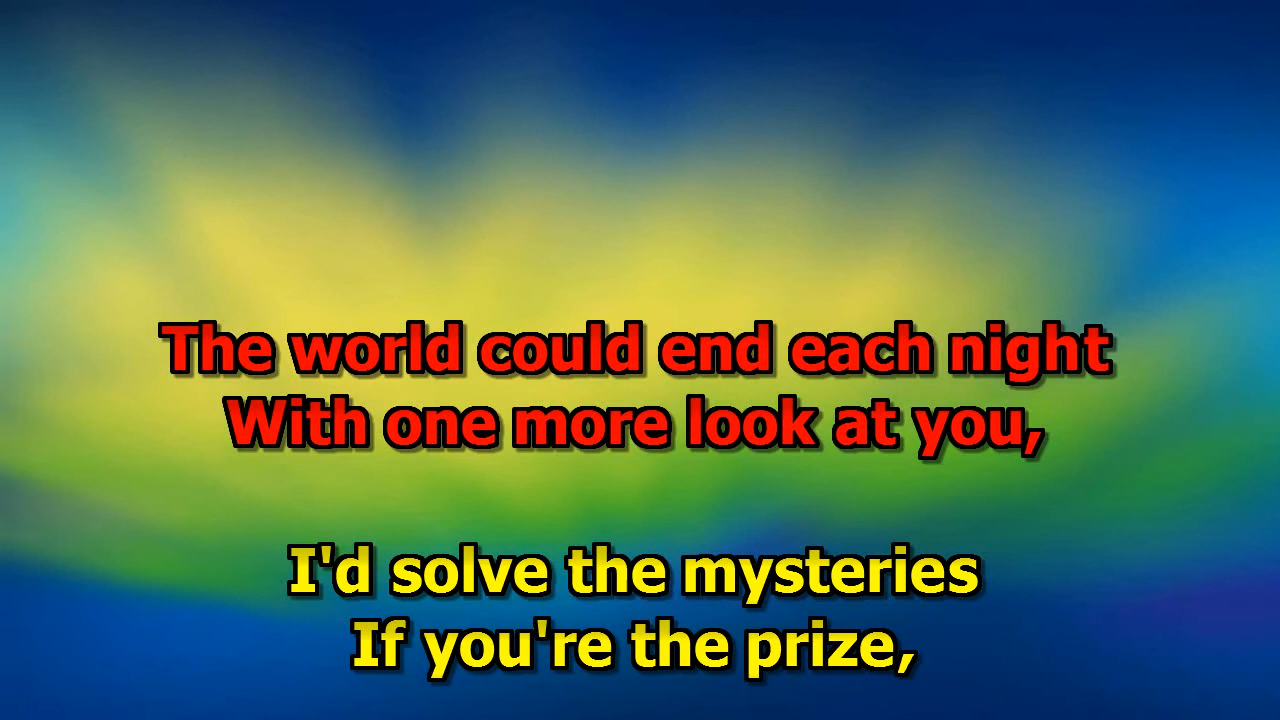 The world could end each night
With one more look at you,
I'd solve the mysteries
If you're the prize,